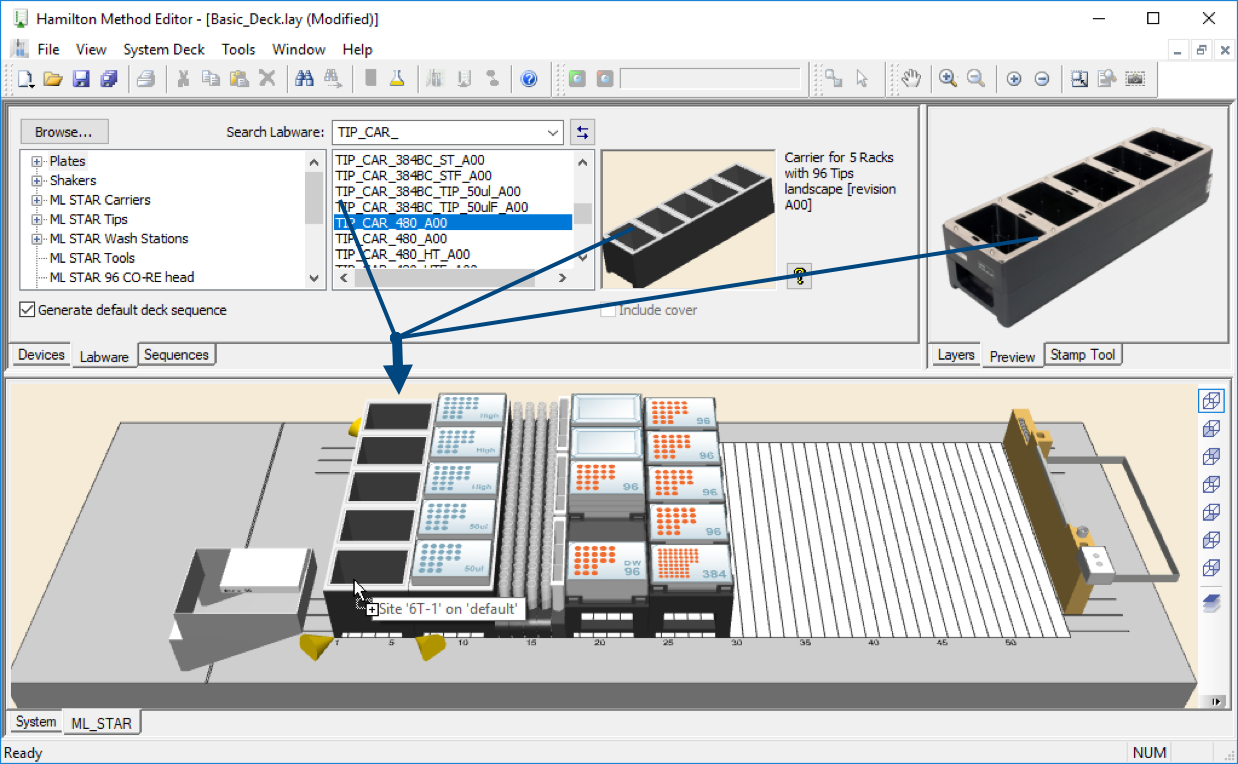 Hamilton Method Editor - [Basic_Deck.lay (Modified)]
File View System Deck Tools Window Help
Browse...
Search Labware: TIP_CAR_
Plates
Shakers
ML STAR Carriers
ML STAR Tips
ML STAR Wash Stations
ML STAR Tools
ML STAR 96 CO-RE head
TIP_CAR_384BC_ST_A00
TIP_CAR_384BC_STF_A00
TIP_CAR_384BC_TIP_50ul_A00
TIP_CAR_384BC_TIP_50ulF_A00
TIP_CAR_480_A00
TIP_CAR_480_A00
TIP_CAR_480_HT_A00
Carrier for 5 Racks
with 96 Tips
landscape [revision
A00]
Generate default deck sequence
Include cover
Devices Labware Sequences
Layers Preview Stamp Tool
High
96
High
96
High
96
96
50ul
96
50ul
DW
96
384
Site '6T-1' on 'default'
1 5 10 15 20 25 30 35 40 45 50
System ML_STAR
Ready
NUM